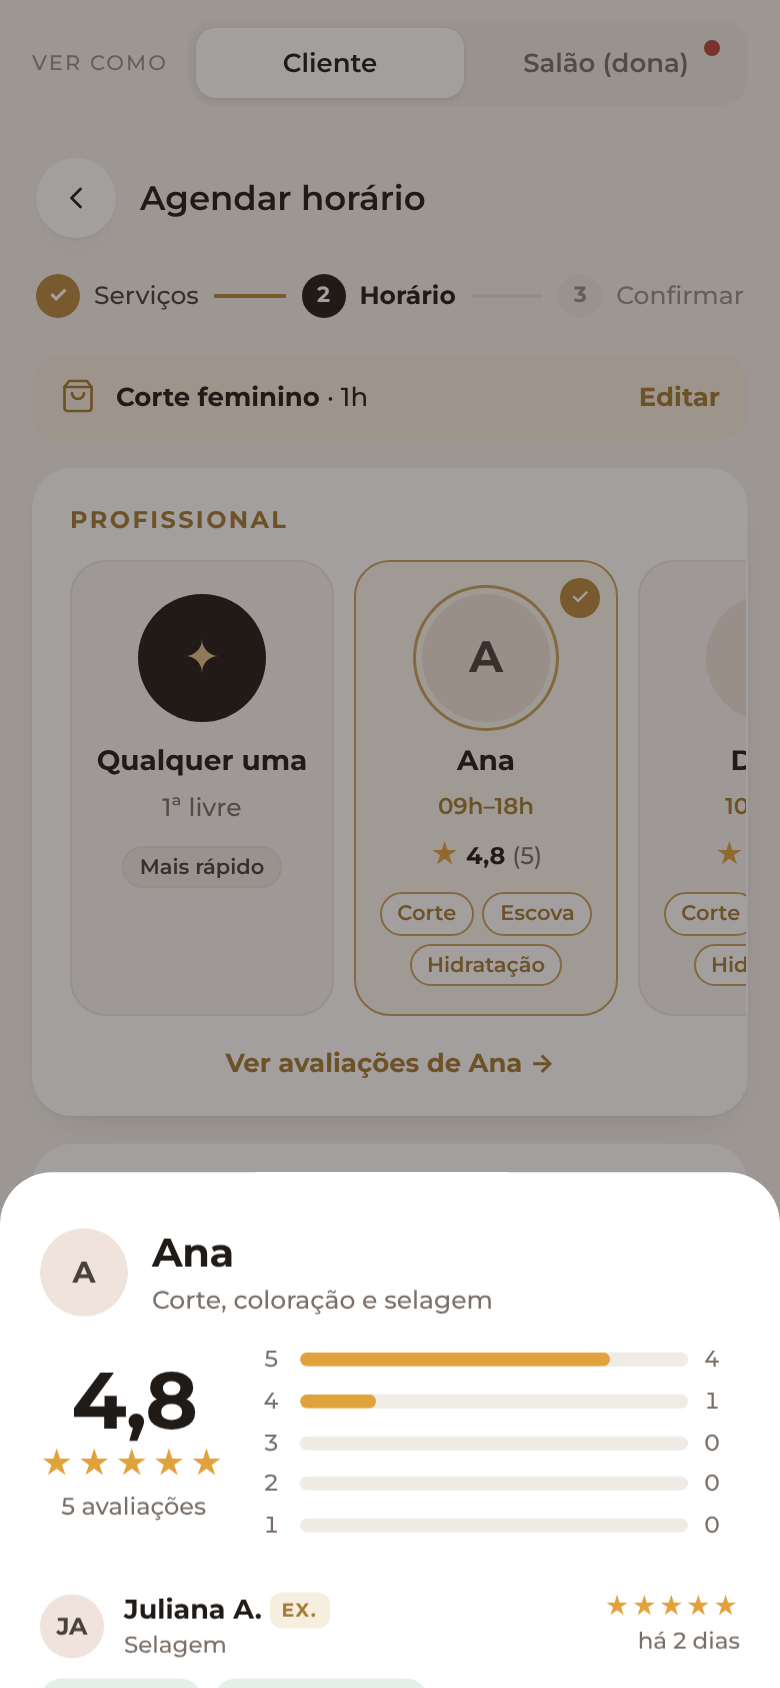 VER COMO
Cliente
Salão (dona)
Agendar horário
Serviços
2
Horário
3
Confirmar
Corte feminino · 1h
Editar
PROFISSIONAL
Qualquer uma
1ª livre
Mais rápido
A
Ana
09h–18h
★ 4,8 (5)
Corte
Escova
Hidratação
D
10
★
Corte
Hid
Ver avaliações de Ana →
A
Ana
Corte, coloração e selagem
4,8
★★★★★
5 avaliações
5 4
4 1
3 0
2 0
1 0
JA
Juliana A. EX.
Selagem
★★★★★
há 2 dias